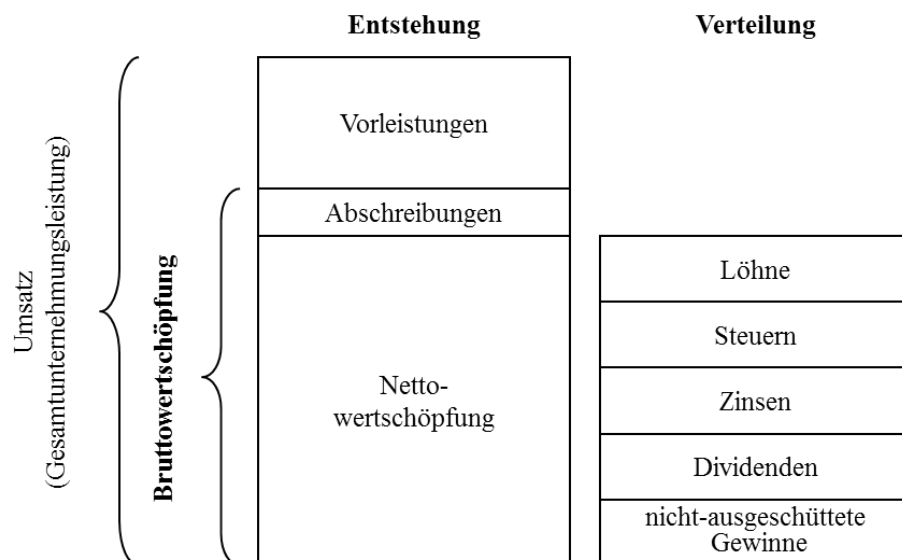 Entstehung
Verteilung
Umsatz
(Gesamtunternehmungsleistung)
Bruttowertschöpfung
Vorleistungen
Abschreibungen
Netto-
wertschöpfung
Löhne
Steuern
Zinsen
Dividenden
nicht-ausgeschüttete
Gewinne